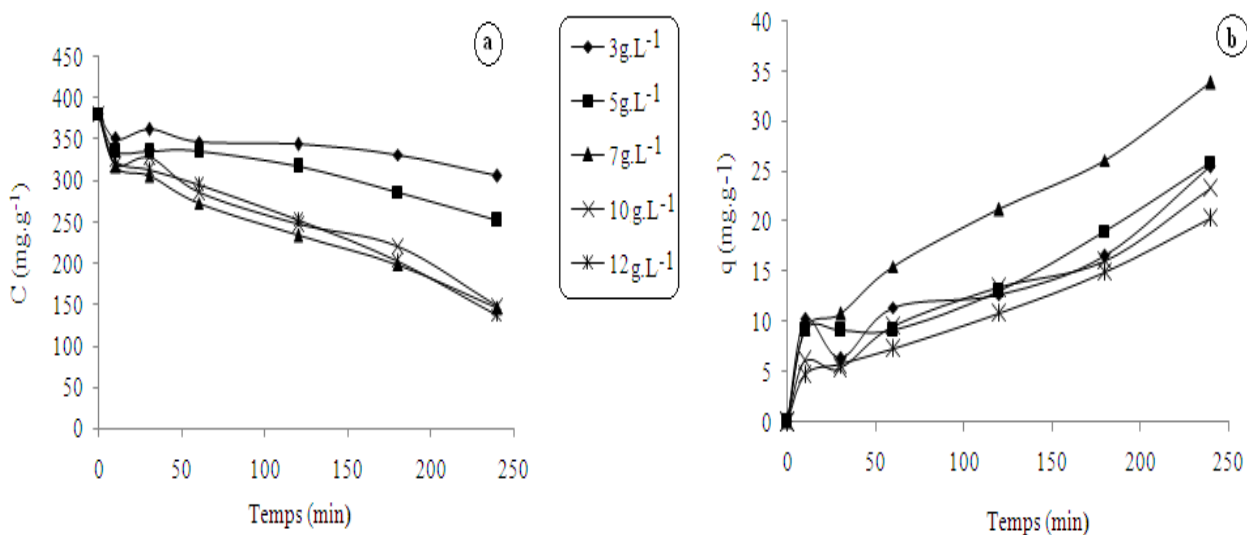 a
C (mg.g-1)
450
400
350
300
250
200
150
100
50
0
0 50 100 150 200 250
Temps (min)
3g.L-1
5g.L-1
7g.L-1
10g.L-1
12g.L-1
b
q (mg.g-1)
40
35
30
25
20
15
10
5
0
0 50 100 150 200 250
Temps (min)